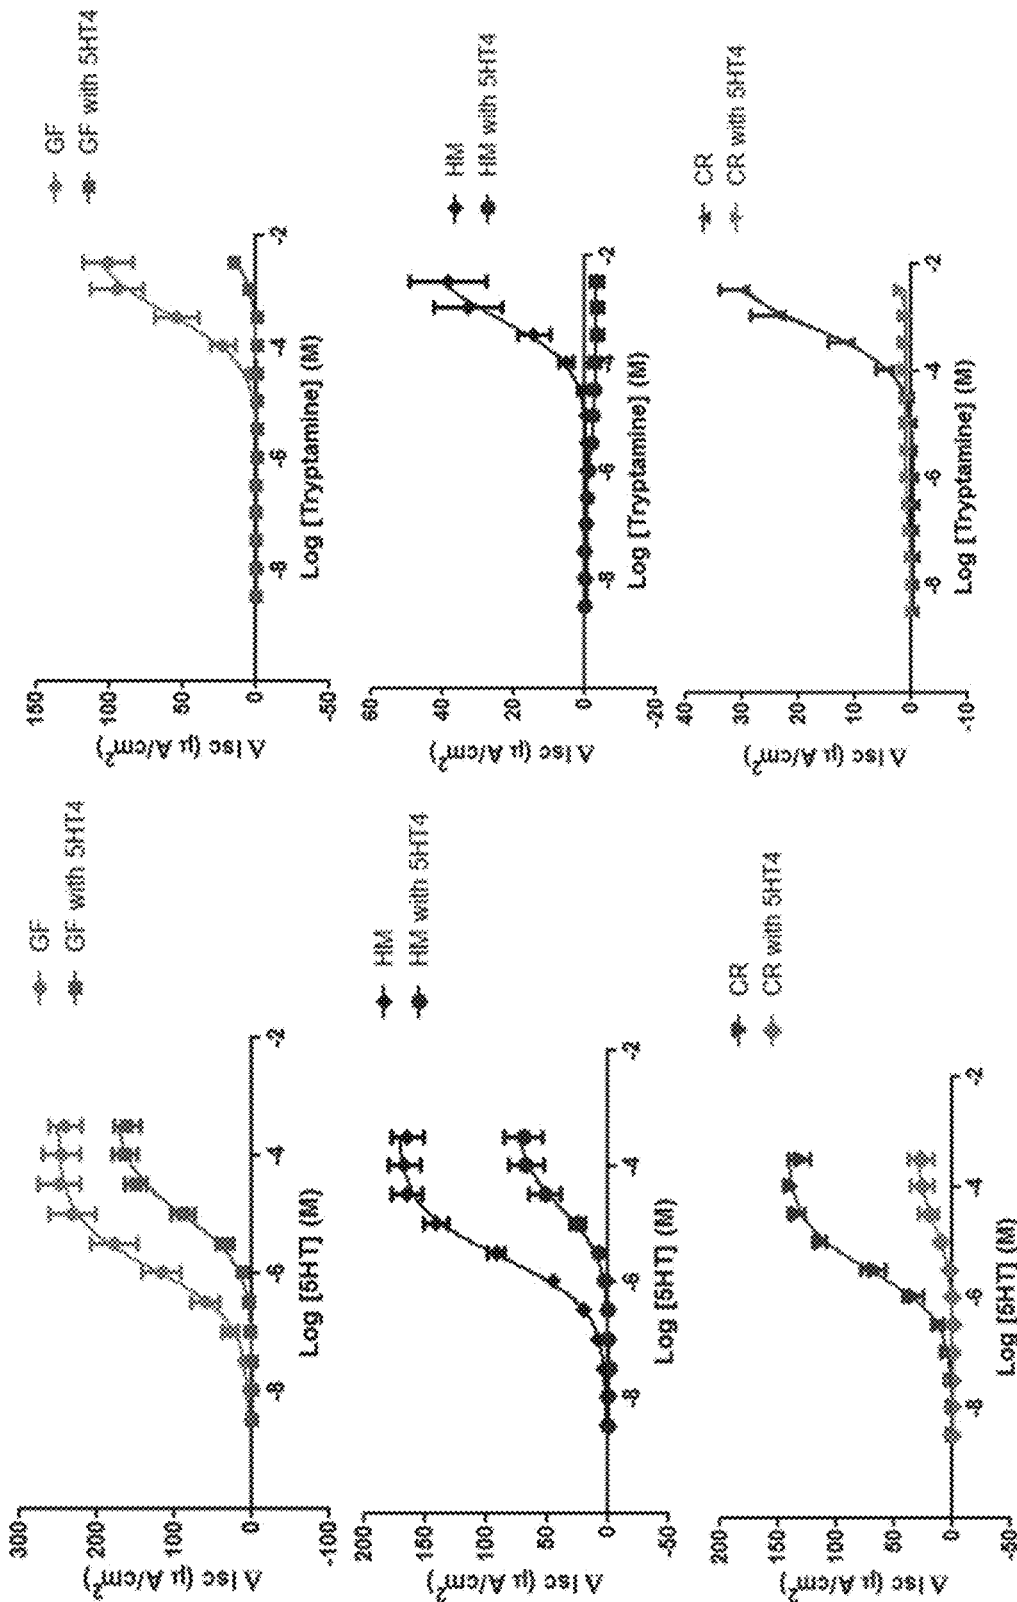 GF
GF with 5HT4
300
200
100
0
-100
-8
-6
-4
-2
Δ Isc (μ A/cm²)
Log [5HT] (M)
GF
GF with 5HT4
150
100
50
0
-50
-8
-6
-4
-2
Δ Isc (μ A/cm²)
Log [Tryptamine] (M)
HM
HM with 5HT4
200
150
100
50
0
-50
-8
-6
-4
-2
Δ Isc (μ A/cm²)
Log [5HT] (M)
HM
HM with 5HT4
60
40
20
0
-20
-8
-6
-4
-2
Δ Isc (μ A/cm²)
Log [Tryptamine] (M)
CR
CR with 5HT4
200
150
100
50
0
-50
-8
-6
-4
-2
Δ Isc (μ A/cm²)
Log [5HT] (M)
CR
CR with 5HT4
40
30
20
10
0
-10
-8
-6
-4
-2
Δ Isc (μ A/cm²)
Log [Tryptamine] (M)